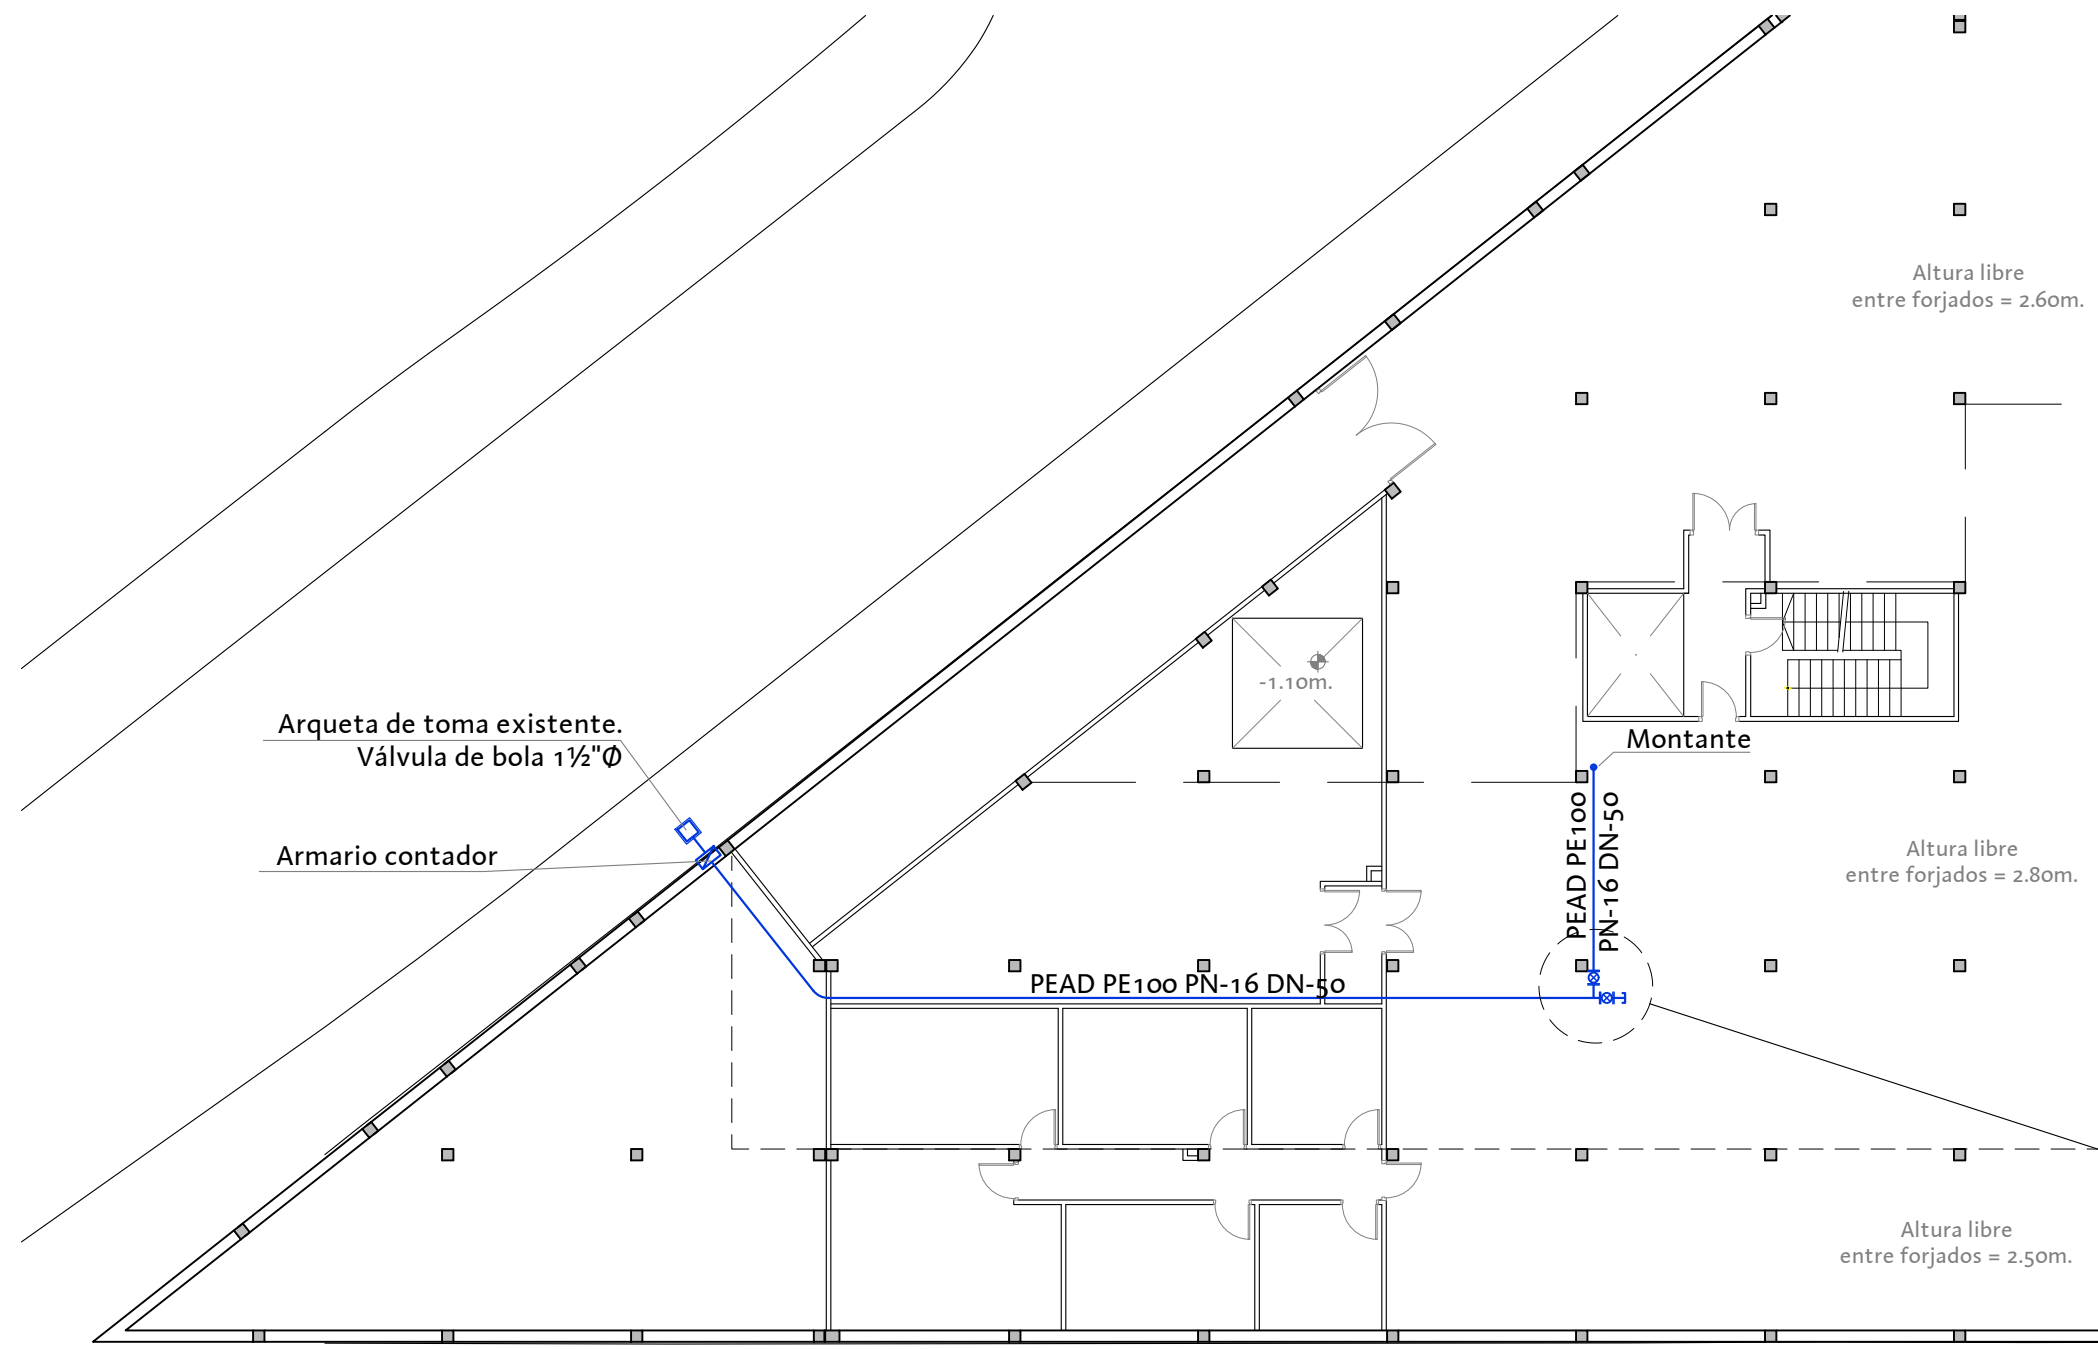 Altura libre
entre forjados = 2.60m.
-1.10m.
Arqueta de toma existente.
Válvula de bola 1½"Ø
Montante
Armario contador
PEAD PE100
PN-16 DN-50
Altura libre
entre forjados = 2.80m.
PEAD PE100 PN-16 DN-50
Altura libre
entre forjados = 2.50m.